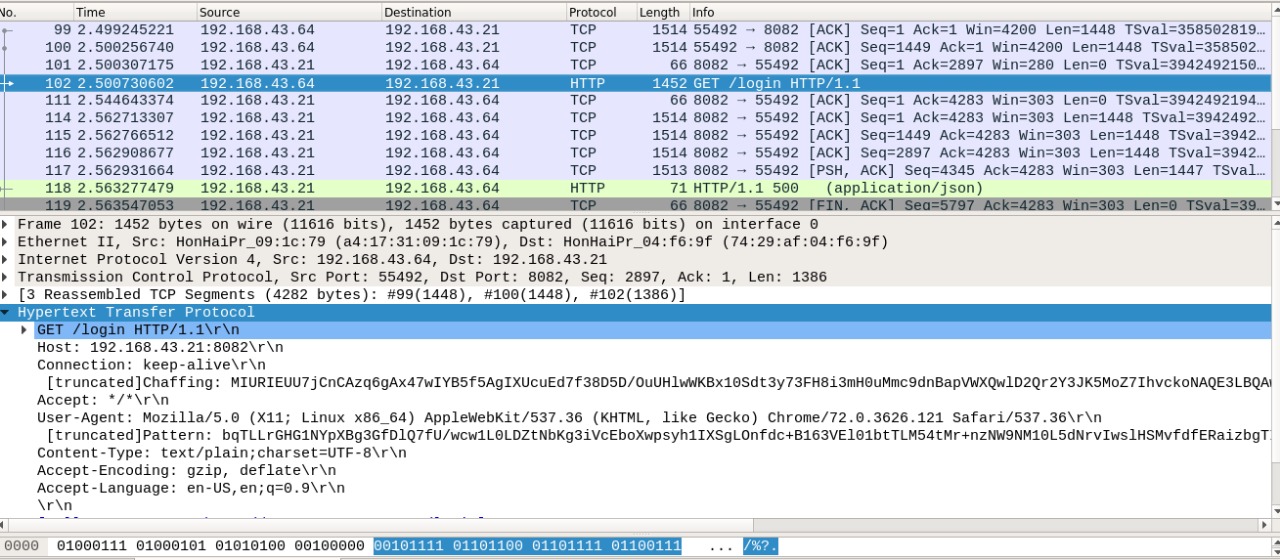 No. Time Source Destination Protocol Length Info
99 2.499245221 192.168.43.64 192.168.43.21 TCP 1514 55492 → 8082 [ACK] Seq=1 Ack=1 Win=4200 Len=1448 TSval=358502819…
100 2.500256740 192.168.43.64 192.168.43.21 TCP 1514 55492 → 8082 [ACK] Seq=1449 Ack=1 Win=4200 Len=1448 TSval=358502…
101 2.500307175 192.168.43.21 192.168.43.64 TCP 66 8082 → 55492 [ACK] Seq=1 Ack=2897 Win=280 Len=0 TSval=3942492150…
102 2.500730602 192.168.43.64 192.168.43.21 HTTP 1452 GET /login HTTP/1.1
111 2.544643374 192.168.43.21 192.168.43.64 TCP 66 8082 → 55492 [ACK] Seq=1 Ack=4283 Win=303 Len=0 TSval=3942492194…
114 2.562713307 192.168.43.21 192.168.43.64 TCP 1514 8082 → 55492 [ACK] Seq=1 Ack=4283 Win=303 Len=1448 TSval=3942492…
115 2.562766512 192.168.43.21 192.168.43.64 TCP 1514 8082 → 55492 [ACK] Seq=1449 Ack=4283 Win=303 Len=1448 TSval=3942…
116 2.562908677 192.168.43.21 192.168.43.64 TCP 1514 8082 → 55492 [ACK] Seq=2897 Ack=4283 Win=303 Len=1448 TSval=3942…
117 2.562931664 192.168.43.21 192.168.43.64 TCP 1513 8082 → 55492 [PSH, ACK] Seq=4345 Ack=4283 Win=303 Len=1447 TSval…
118 2.563277479 192.168.43.21 192.168.43.64 HTTP 71 HTTP/1.1 500 (application/json)
119 2.563547053 192.168.43.21 192.168.43.64 TCP 66 8082 → 55492 [FIN, ACK] Seq=5797 Ack=4283 Win=303 Len=0 TSval=39…
Frame 102: 1452 bytes on wire (11616 bits), 1452 bytes captured (11616 bits) on interface 0
Ethernet II, Src: HonHaiPr_09:1c:79 (a4:17:31:09:1c:79), Dst: HonHaiPr_04:f6:9f (74:29:af:04:f6:9f)
Internet Protocol Version 4, Src: 192.168.43.64, Dst: 192.168.43.21
Transmission Control Protocol, Src Port: 55492, Dst Port: 8082, Seq: 2897, Ack: 1, Len: 1386
[3 Reassembled TCP Segments (4282 bytes): #99(1448), #100(1448), #102(1386)]
Hypertext Transfer Protocol
GET /login HTTP/1.1\r\n
Host: 192.168.43.21:8082\r\n
Connection: keep-alive\r\n
[truncated]Chaffing: MIURIEUU7jCnCAzq6gAx47wIYB5f5AgIXUcuEd7f38D5D/OuUHlwWKBx10Sdt3y73FH8i3mH0uMmc9dnBapVWXQwlD2Qr2Y3JK5MoZ7IhvckoNAQE3LBQA
Accept: */*\r\n
User-Agent: Mozilla/5.0 (X11; Linux x86_64) AppleWebKit/537.36 (KHTML, like Gecko) Chrome/72.0.3626.121 Safari/537.36\r\n
[truncated]Pattern: bqTLLrGHG1NYpXBg3GfDlQ7fU/wcw1L0LDZtNbKg3iVcEboXwpsyh1IXSgLOnfdc+B163VEl01btTLM54tMr+nzNW9NM10L5dNrvIwslHSMvfdfERaizbgT
Content-Type: text/plain;charset=UTF-8\r\n
Accept-Encoding: gzip, deflate\r\n
Accept-Language: en-US,en;q=0.9\r\n
\r\n
0000 01000111 01000101 01010100 00100000 00101111 01101100 01101111 01100111 ... /%?.